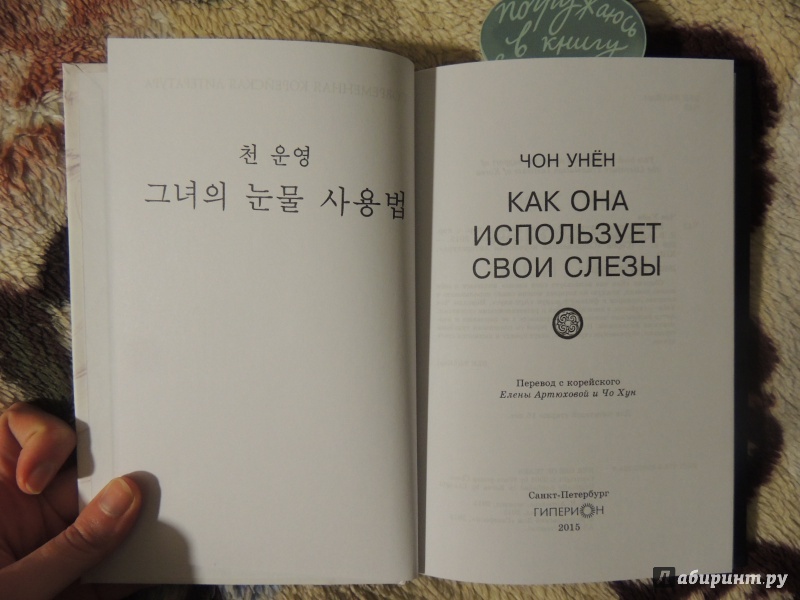 погружаюсь
в книгу
천 운영
그녀의 눈물 사용법
ЧОН УНЁН
КАК ОНА
ИСПОЛЬЗУЕТ
СВОИ СЛЕЗЫ
Перевод с корейского
Елены Артюховой и Чо Хун
Санкт-Петербург
ГИПЕРИОН
2015
Лабиринт.ру